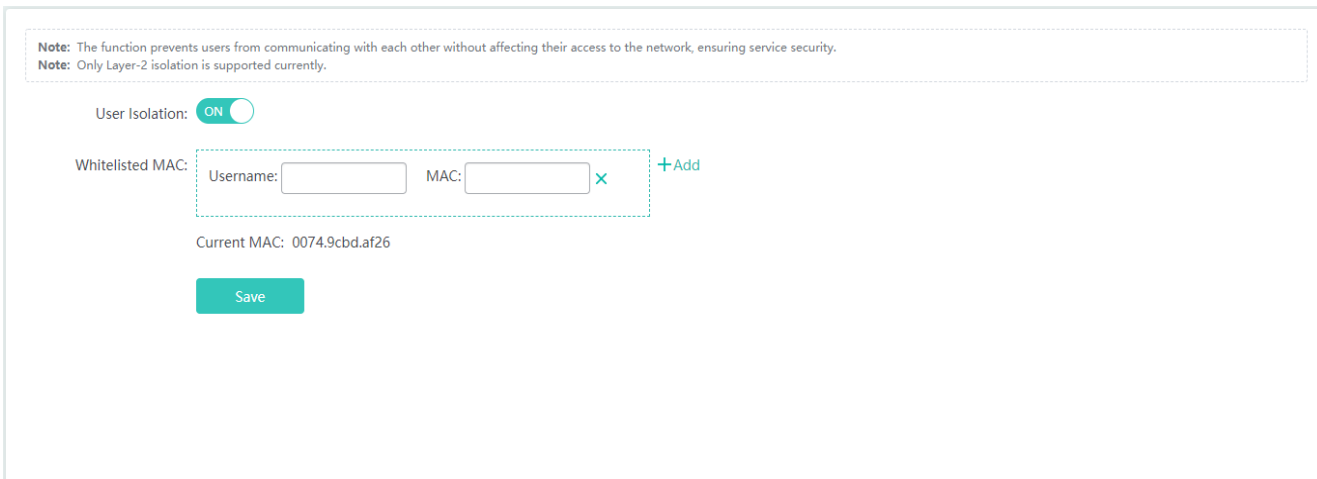 Note: The function prevents users from communicating with each other without affecting their access to the network, ensuring service security.
Note: Only Layer-2 isolation is supported currently.
User Isolation: ON
Whitelisted MAC: Username: MAC: × +Add
Current MAC: 0074.9cbd.af26
Save